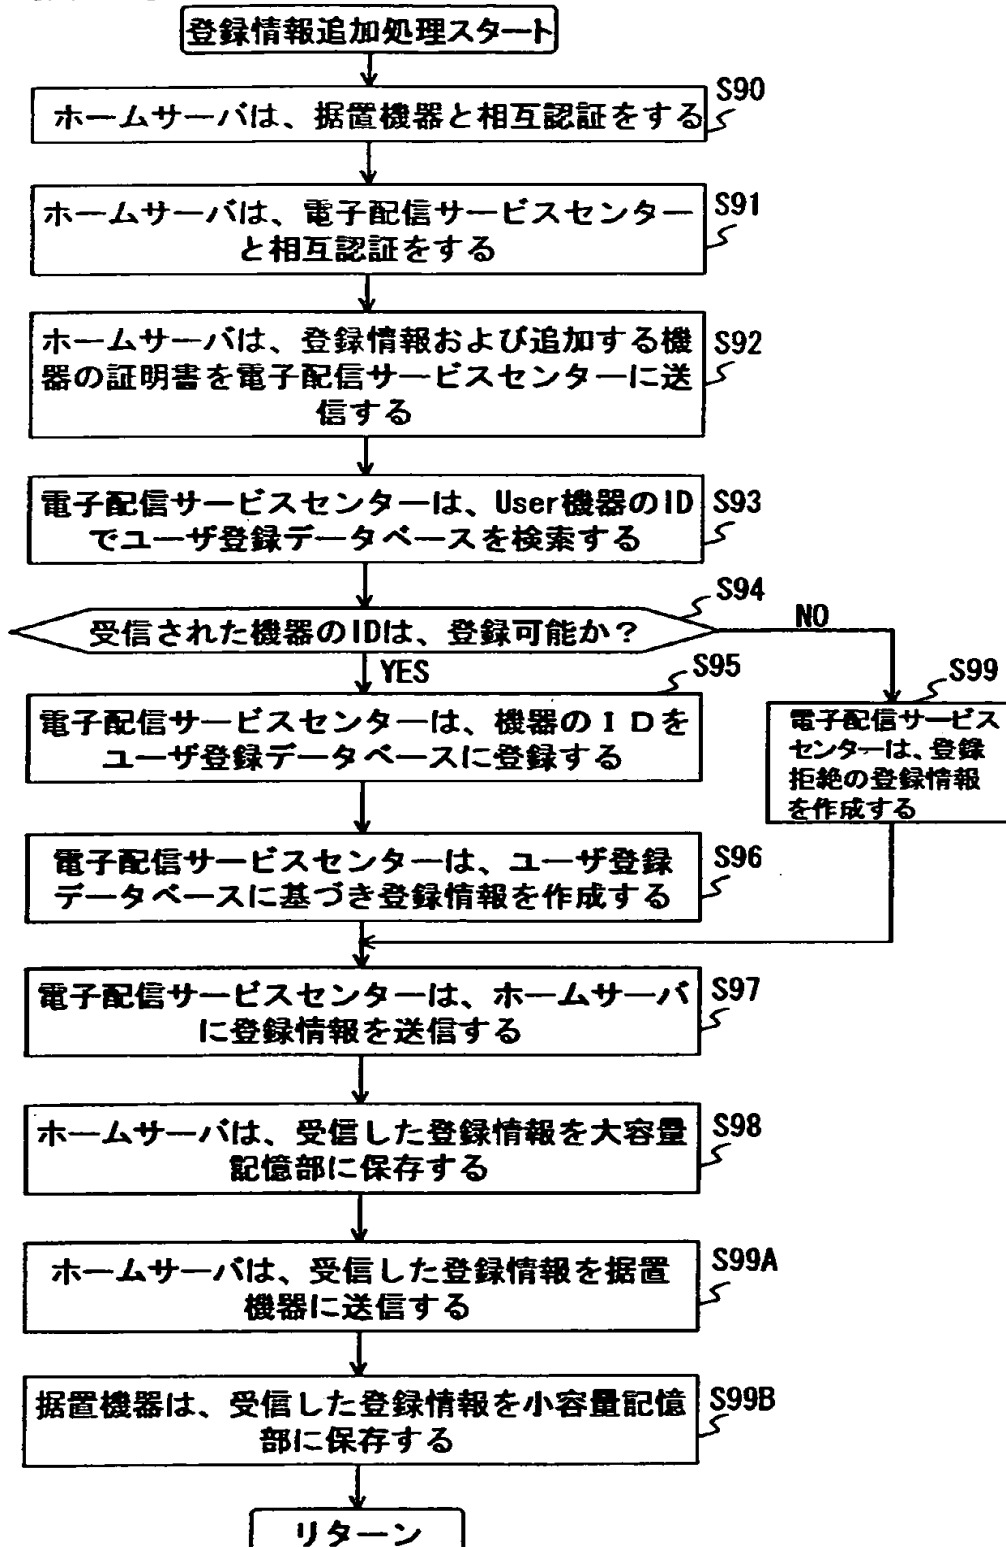 登録情報追加処理スタート
S90
ホームサーバは、据置機器と相互認証をする
S91
ホームサーバは、電子配信サービスセンター
と相互認証をする
S92
ホームサーバは、登録情報および追加する機
器の証明書を電子配信サービスセンターに送
信する
S93
電子配信サービスセンターは、User機器のID
でユーザ登録データベースを検索する
S94
受信された機器のIDは、登録可能か？
NO
YES
S95
電子配信サービスセンターは、機器のＩＤを
ユーザ登録データベースに登録する
S99
電子配信サービス
センターは、登録
拒絶の登録情報
を作成する
S96
電子配信サービスセンターは、ユーザ登録
データベースに基づき登録情報を作成する
S97
電子配信サービスセンターは、ホームサーバ
に登録情報を送信する
S98
ホームサーバは、受信した登録情報を大容量
記憶部に保存する
S99A
ホームサーバは、受信した登録情報を据置
機器に送信する
S99B
据置機器は、受信した登録情報を小容量記憶
部に保存する
リターン